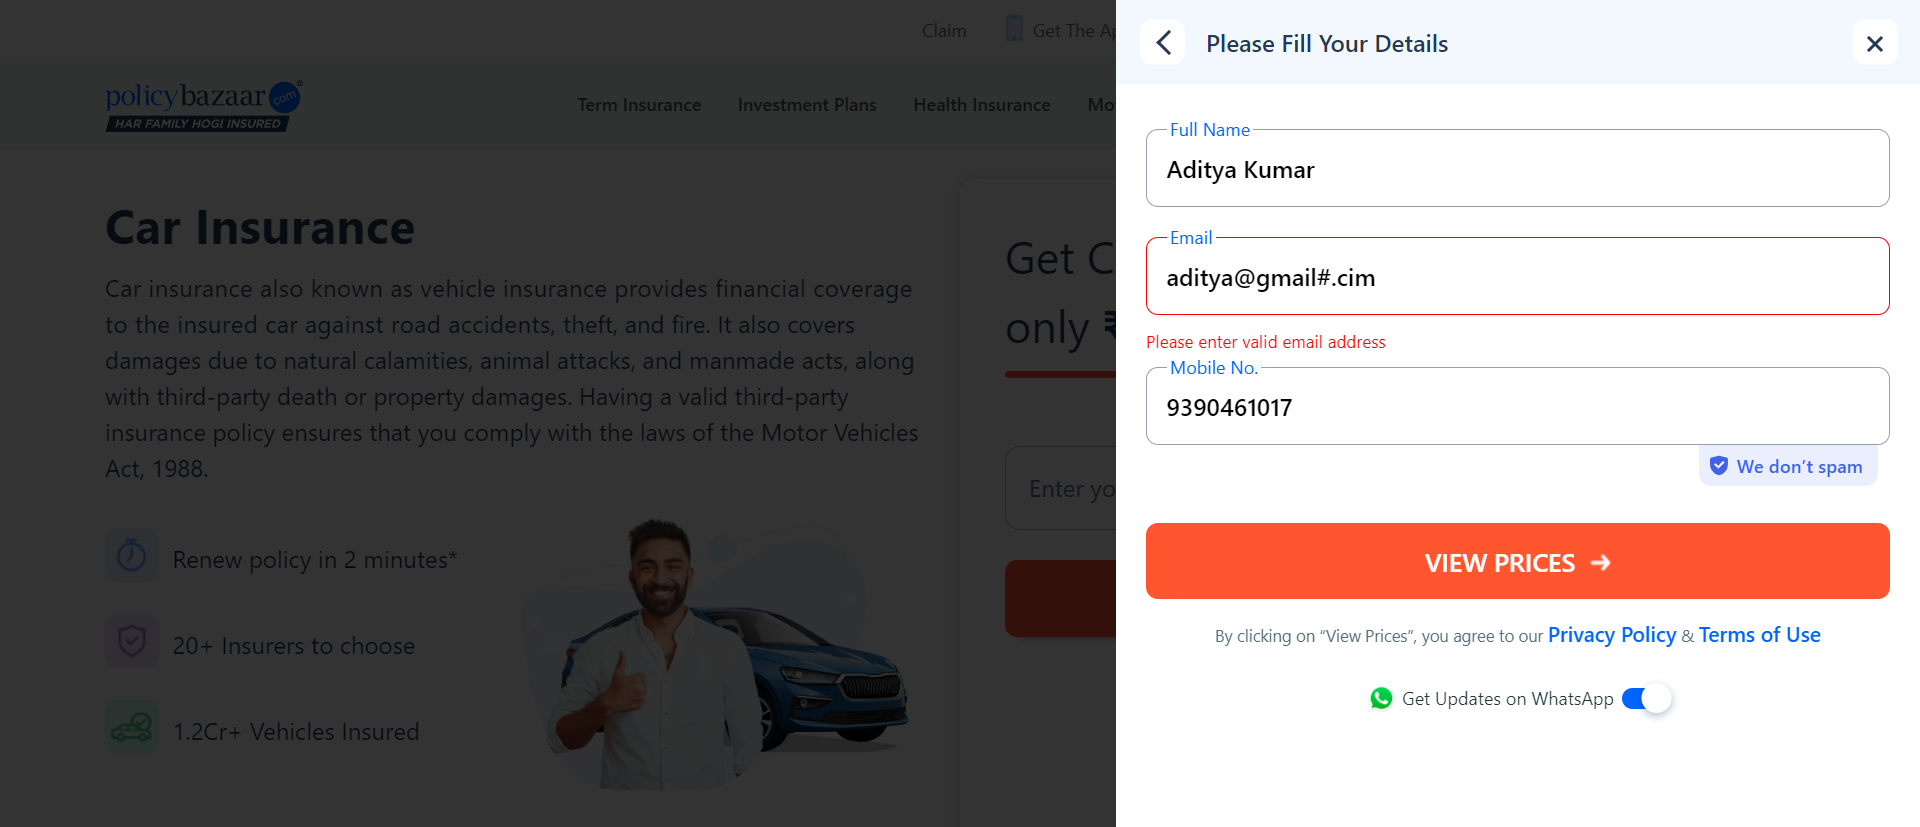 Claim
Get The Ap
policybazaar.com®
HAR FAMILY HOGI INSURED
Term Insurance
Investment Plans
Health Insurance
Mo
Car Insurance
Car insurance also known as vehicle insurance provides financial coverage
to the insured car against road accidents, theft, and fire. It also covers
damages due to natural calamities, animal attacks, and manmade acts, along
with third-party death or property damages. Having a valid third-party
insurance policy ensures that you comply with the laws of the Motor Vehicles
Act, 1988.
Renew policy in 2 minutes*
20+ Insurers to choose
1.2Cr+ Vehicles Insured
Get C
only ₹
Enter yo
Please Fill Your Details
Full Name
Aditya Kumar
Email
aditya@gmail#.cim
Please enter valid email address
Mobile No.
9390461017
We don’t spam
VIEW PRICES
By clicking on “View Prices”, you agree to our Privacy Policy & Terms of Use
Get Updates on WhatsApp